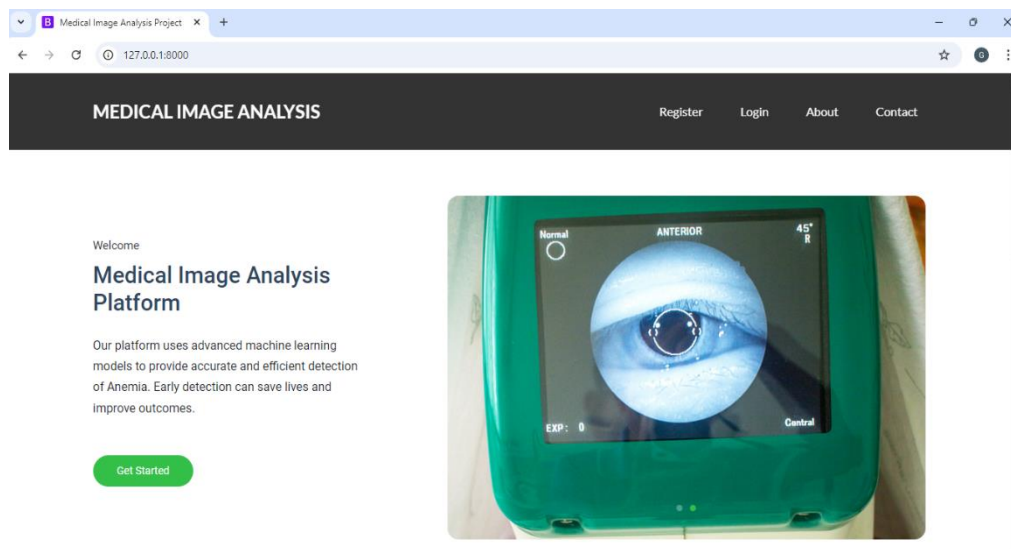 B Medical Image Analysis Project
127.0.0.1:8000
G
MEDICAL IMAGE ANALYSIS
Register Login About Contact
Welcome
Medical Image Analysis
Platform
Our platform uses advanced machine learning
models to provide accurate and efficient detection
of Anemia. Early detection can save lives and
improve outcomes.
Get Started
Normal ANTERIOR 45°
R
EXP: 0 Central